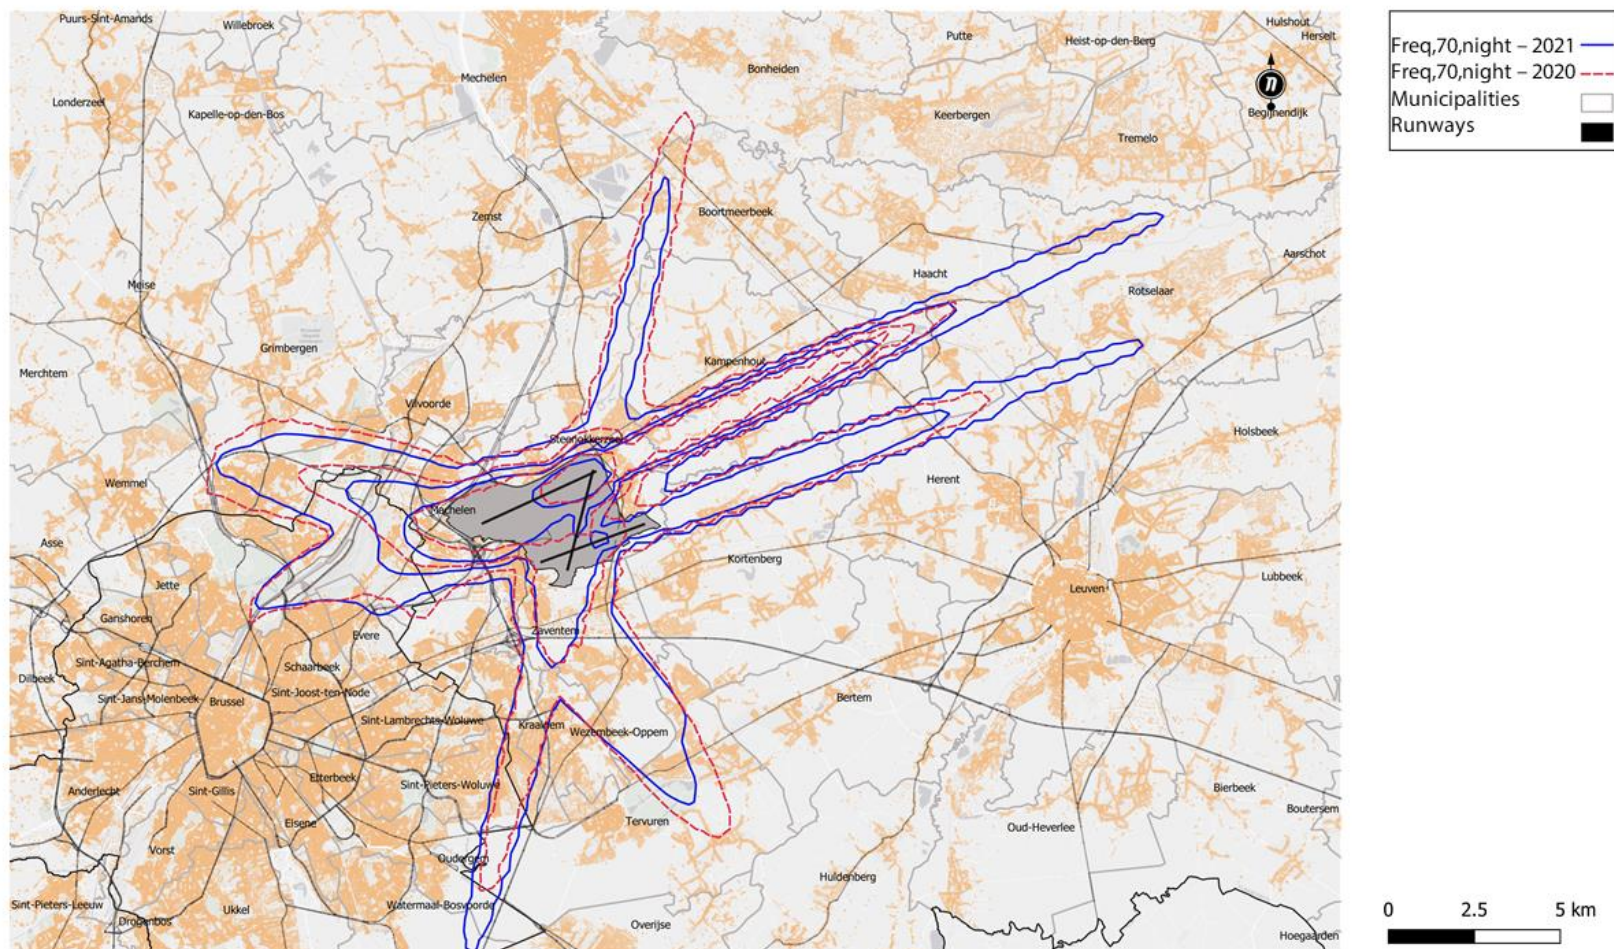 Puurs-Sint-Amands
Willebroek
Hulshout
Putte
Heist-op-den-Berg
Herselt
Mechelen
Bonheiden
n
Londerzeel
Kapelle-op-den-Bos
Keerbergen
Begijnendijk
Tremelo
Zemst
Boortmeerbeek
Aarschot
Haacht
Meise
Rotselaar
Grimbergen
Kampenhout
Merchtem
Vilvoorde
Steenokkerzeel
Holsbeek
Wemmel
Herent
Machelen
Asse
Kortenberg
Jette
Lubbeek
Leuven
Ganshoren
Evere
Zaventem
Sint-Agatha-Berchem
Schaarbeek
Dilbeek
Sint-Joost-ten-Node
Sint-Jans-Molenbeek
Brussel
Bertem
Sint-Lambrechts-Woluwe
Kraainem
Wezembeek-Oppem
Etterbeek
Sint-Pieters-Woluwe
Anderlecht
Sint-Gillis
Bierbeek
Boutersem
Elsene
Tervuren
Oud-Heverlee
Vorst
Oudergem
Huldenberg
Sint-Pieters-Leeuw
Ukkel
Watermaal-Bosvoorde
Drogenbos
Overijse
Hoegaarden
Freq,70,night – 2021
Freq,70,night – 2020
Municipalities
Runways
0 2.5 5 km